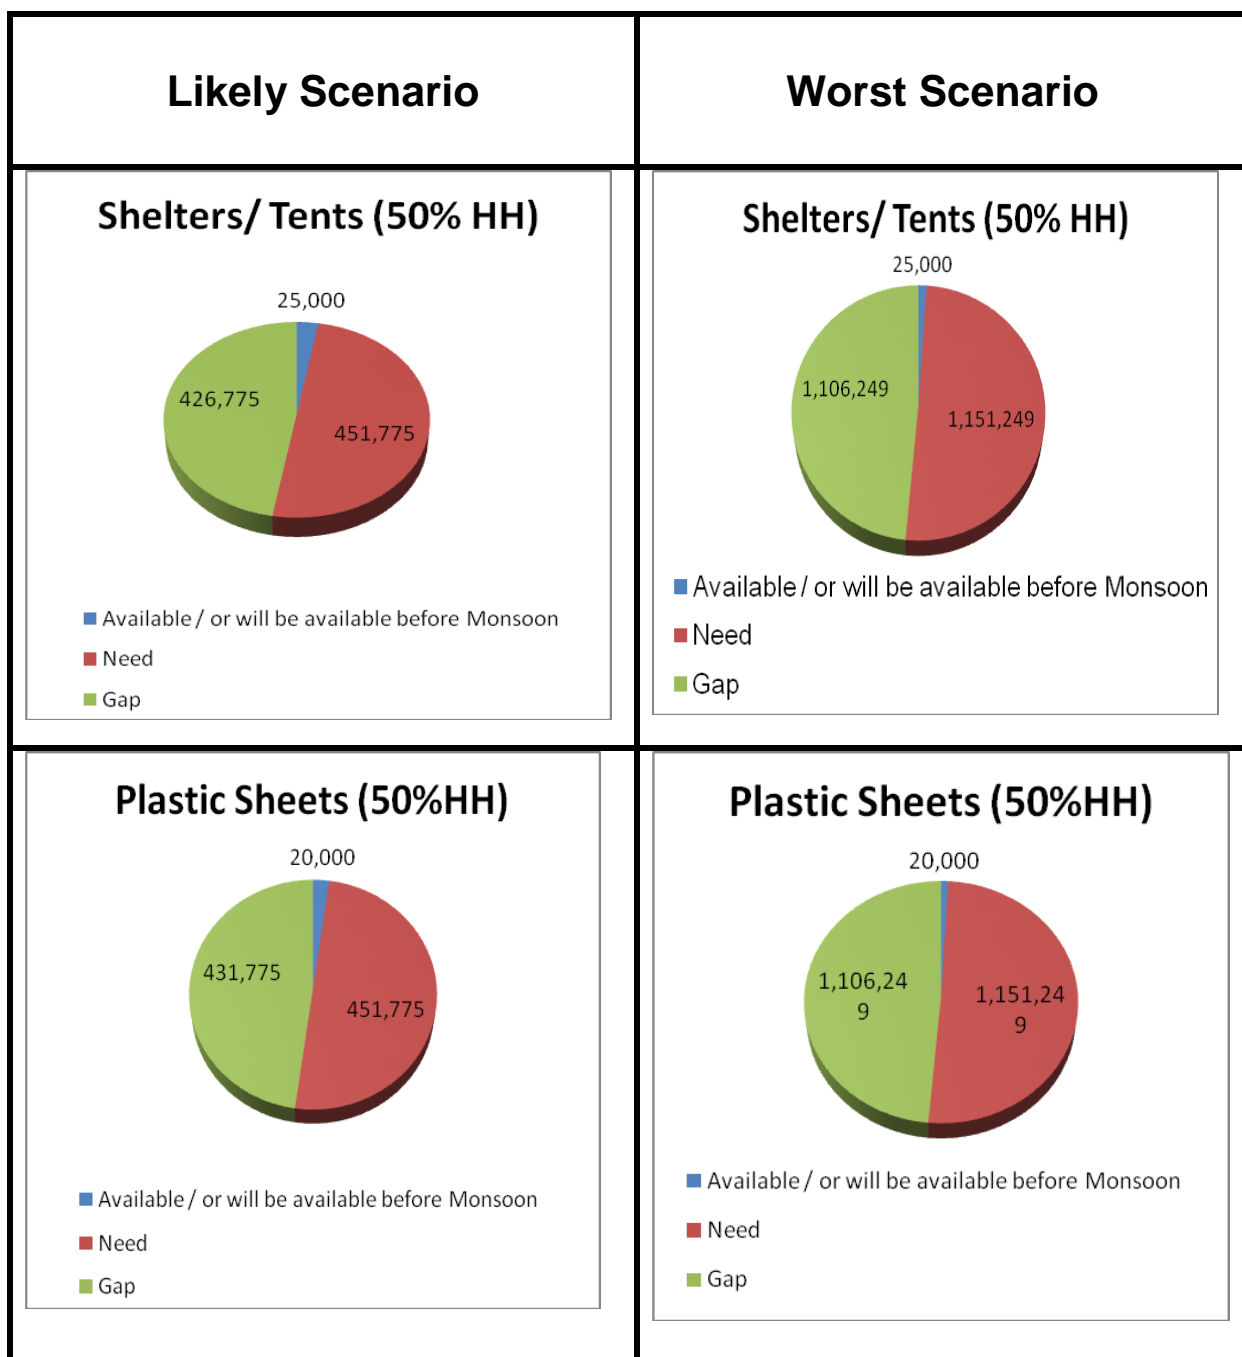 Likely Scenario
Worst Scenario
Shelters/ Tents (50% HH)
25,000
426,775
451,775
Available / or will be available before Monsoon
Need
Gap
Shelters/ Tents (50% HH)
25,000
1,106,249
1,151,249
Available / or will be available before Monsoon
Need
Gap
Plastic Sheets (50%HH)
20,000
431,775
451,775
Available / or will be available before Monsoon
Need
Gap
Plastic Sheets (50%HH)
20,000
1,106,24
9
1,151,24
9
Available / or will be available before Monsoon
Need
Gap